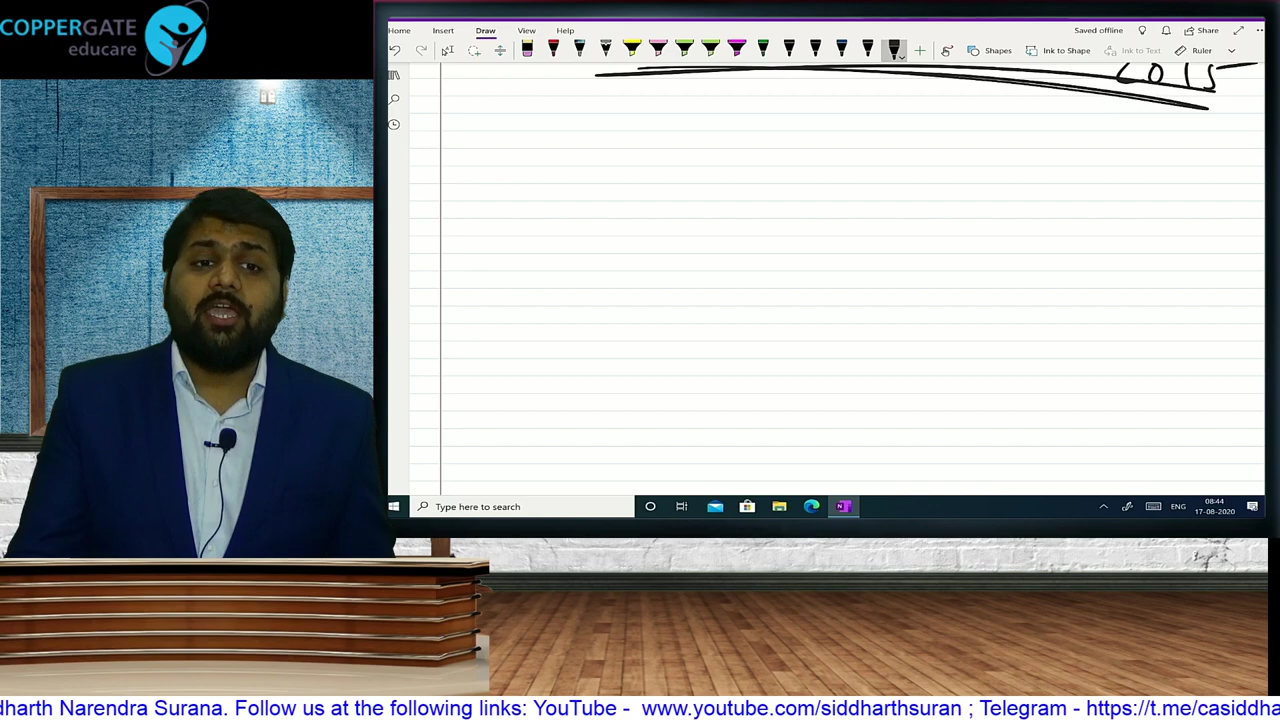 COPPERGATE
educare
Home Insert Draw View Help
Saved offline Share
Shapes Ink to Shape Ink to Text Ruler
2015
Type here to search
ENG
08:44
17-08-2020
dharth Narendra Surana. Follow us at the following links: YouTube - www.youtube.com/siddharthsuran ; Telegram - https://t.me/casiddha